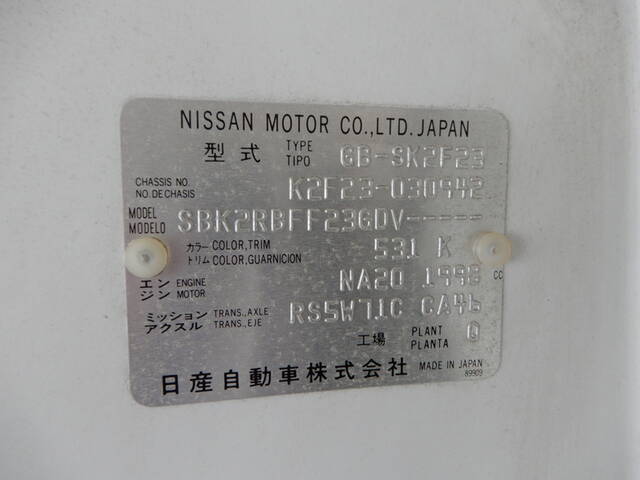 NISSAN MOTOR CO.,LTD. JAPAN
型式 TYPE TIPO GB-SK2F23
CHASSIS NO. NO. DE CHASIS K2F23-030942
MODEL MODELO SBK2RBFF23GDV-----
カラー COLOR, TRIM トリム COLOR, GUARNICION 531 K
エンジン ENGINE MOTOR NA20 1998 CC
ミッション TRANS., AXLE アクスル TRANS., EJE RS5W71C CA46
工場 PLANT PLANTA Q
日産自動車株式会社 MADE IN JAPAN
89909